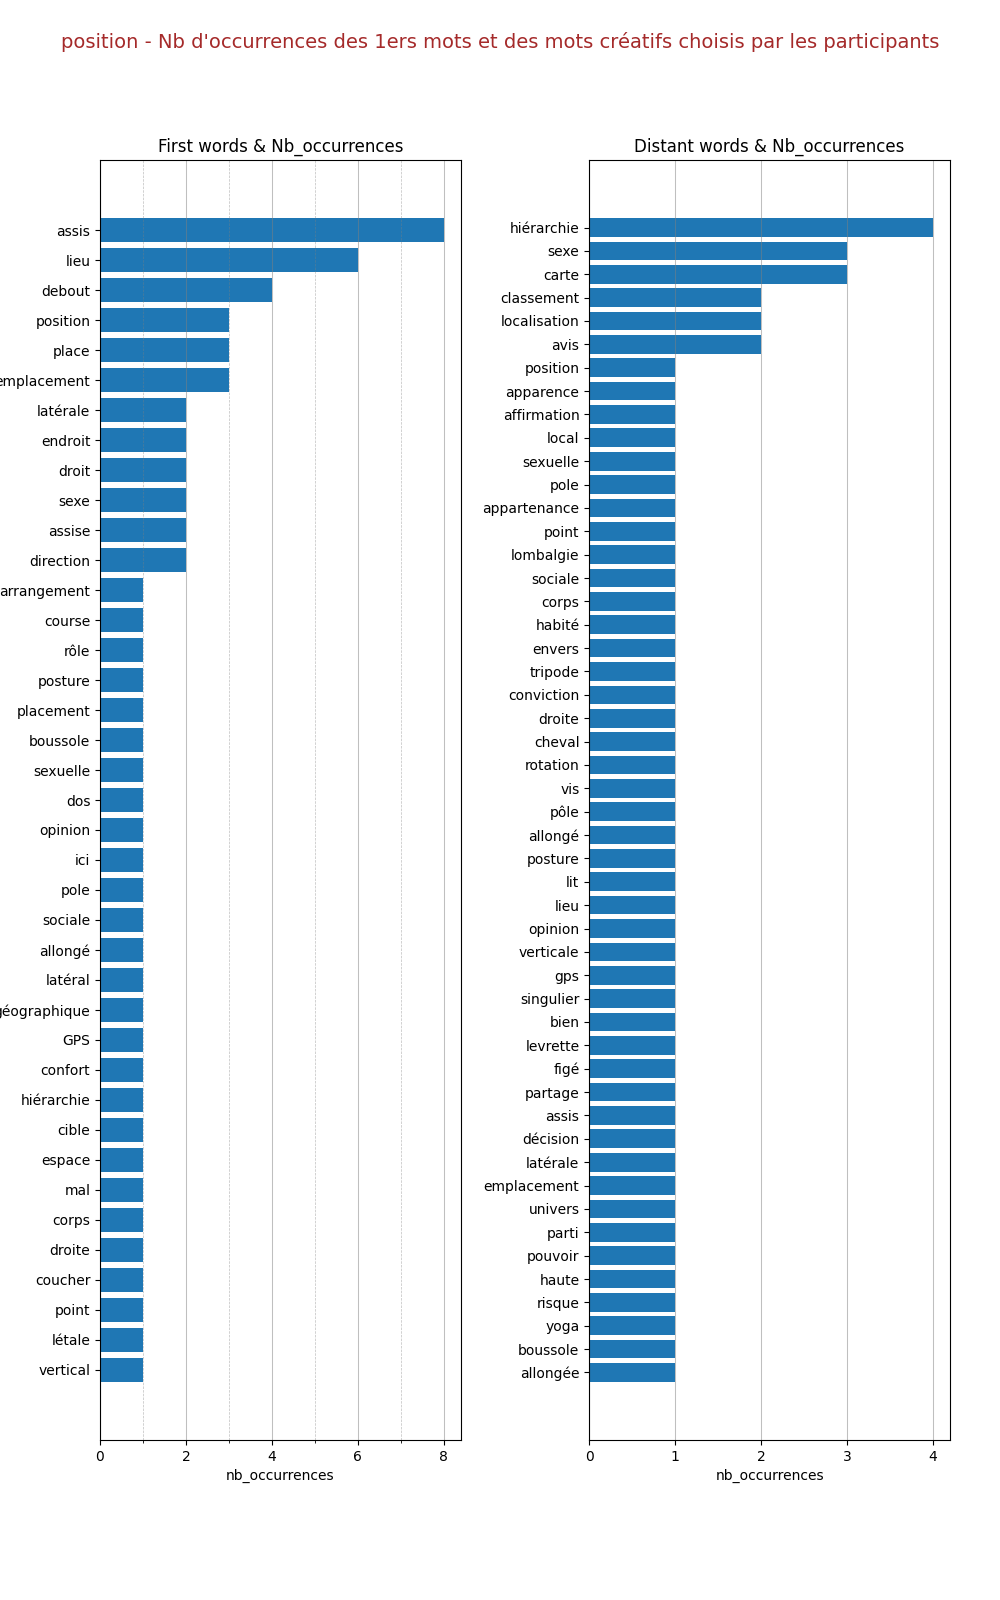 position - Nb d'occurrences des 1ers mots et des mots créatifs choisis par les participants
First words & Nb_occurrences
assis
lieu
debout
position
place
emplacement
latérale
endroit
droit
sexe
assise
direction
arrangement
course
rôle
posture
placement
boussole
sexuelle
dos
opinion
ici
pole
sociale
allongé
latéral
géographique
GPS
confort
hiérarchie
cible
espace
mal
corps
droite
coucher
point
létale
vertical
0 2 4 6 8
nb_occurrences
Distant words & Nb_occurrences
hiérarchie
sexe
carte
classement
localisation
avis
position
apparence
affirmation
local
sexuelle
pole
appartenance
point
lombalgie
sociale
corps
habité
envers
tripode
conviction
droite
cheval
rotation
vis
pôle
allongé
posture
lit
lieu
opinion
verticale
gps
singulier
bien
levrette
figé
partage
assis
décision
latérale
emplacement
univers
parti
pouvoir
haute
risque
yoga
boussole
allongée
0 1 2 3 4
nb_occurrences